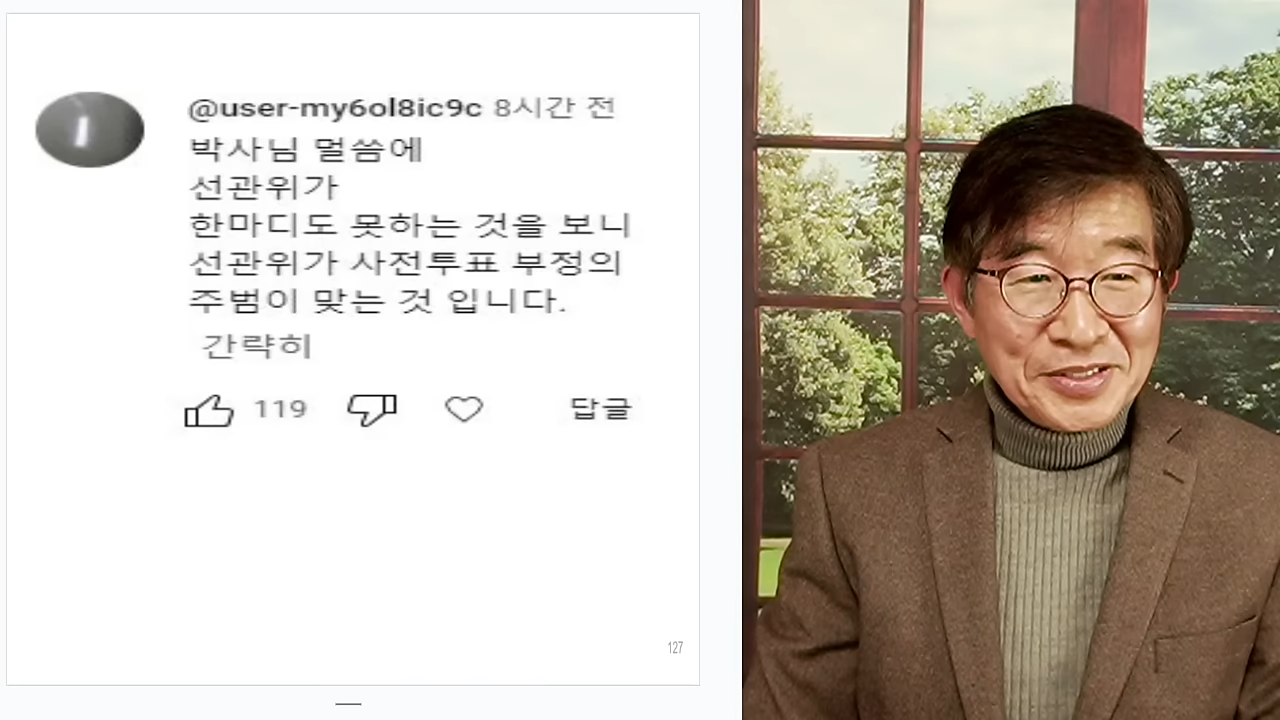 @user-my6ol8ic9c 8시간 전
박사님 멀씀에
선관위가
한마디도 못하는 것을 보니
선관위가 사전투표 부정의
주범이 맞는 것 입니다.
간략히
119 답글
127